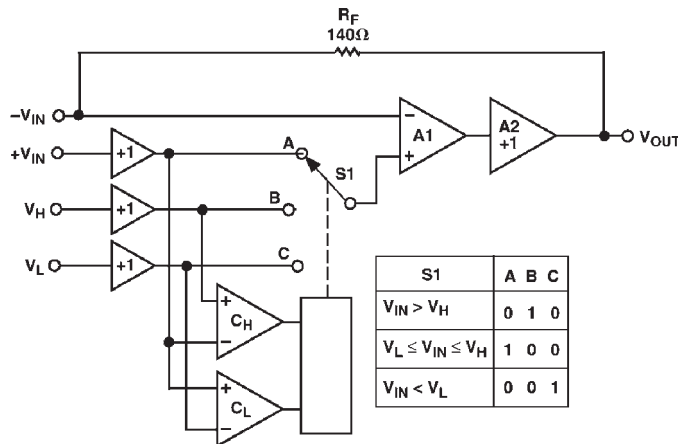 R_F
140Ω
−V_IN
+V_IN
+1
A
S1
−
+
A1
A2
+1
V_OUT
V_H
+1
B
V_L
+1
C
+
−
C_H
+
−
C_L
S1 A B C
V_IN > V_H 0 1 0
V_L ≤ V_IN ≤ V_H 1 0 0
V_IN < V_L 0 0 1